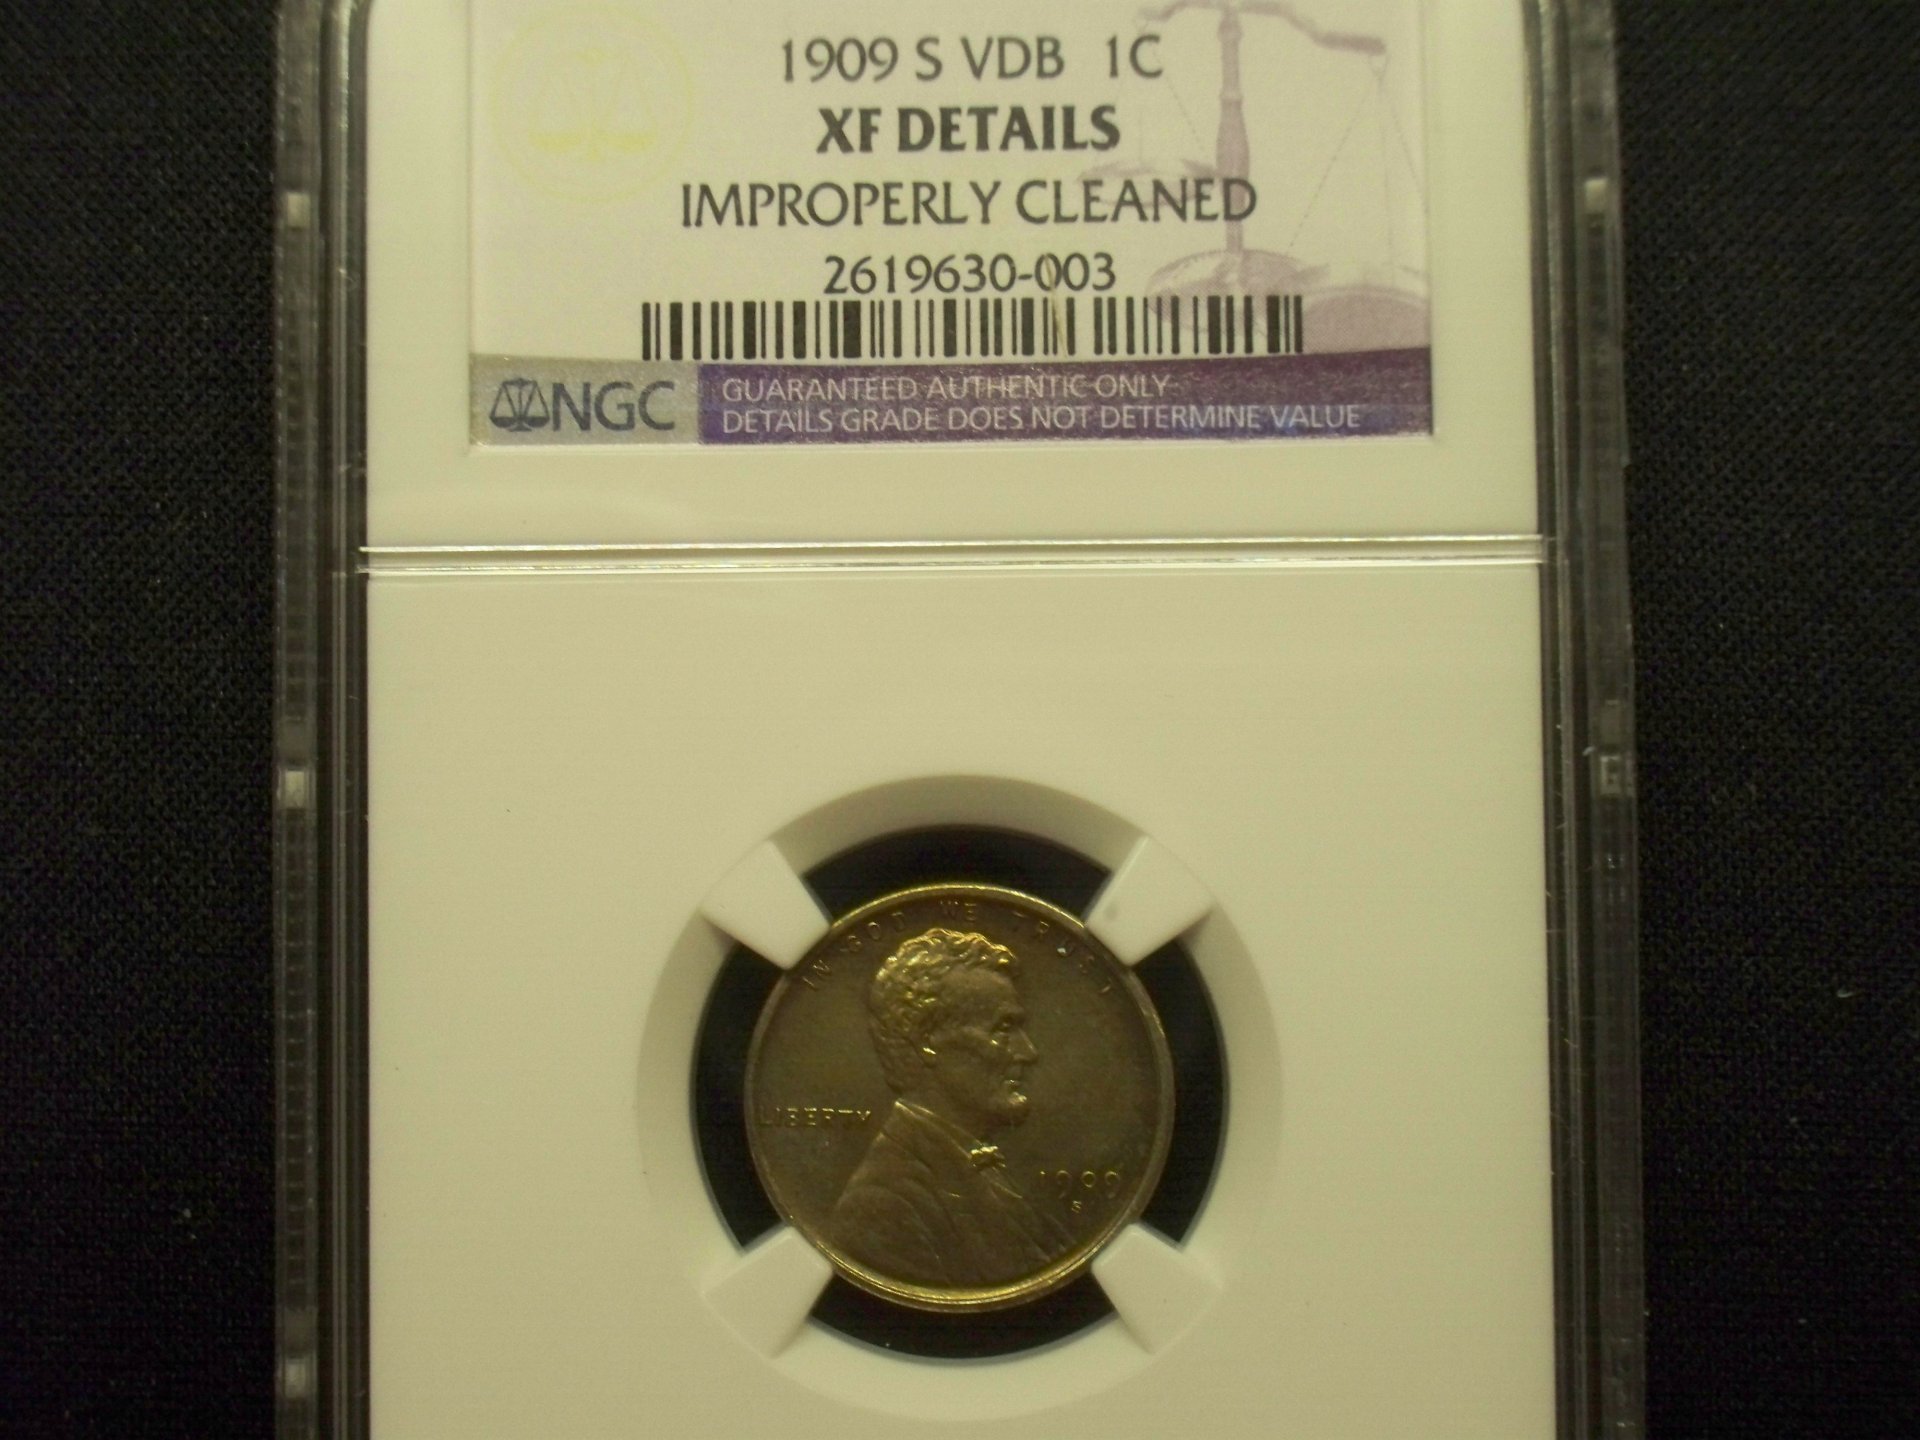 1909 S VDB 1C
XF DETAILS
IMPROPERLY CLEANED
2619630-003
NGC
GUARANTEED AUTHENTIC ONLY
DETAILS GRADE DOES NOT DETERMINE VALUE
IN GOD WE TRUST
LIBERTY
1909
S